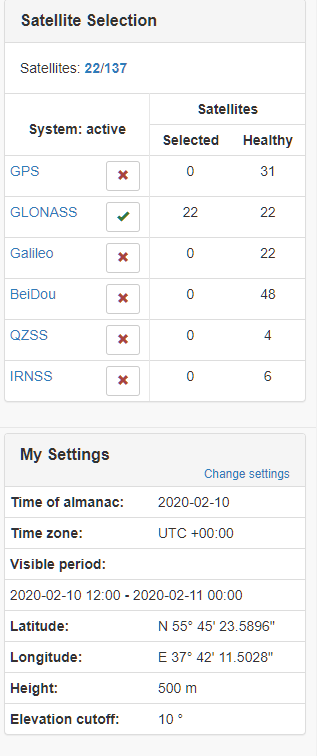 Satellite Selection
Satellites: 22/137
Satellites
System: active
Selected Healthy
GPS 0 31
GLONASS 22 22
Galileo 0 22
BeiDou 0 48
QZSS 0 4
IRNSS 0 6
My Settings
Change settings
Time of almanac: 2020-02-10
Time zone: UTC +00:00
Visible period:
2020-02-10 12:00 - 2020-02-11 00:00
Latitude: N 55° 45' 23.5896"
Longitude: E 37° 42' 11.5028"
Height: 500 m
Elevation cutoff: 10 °